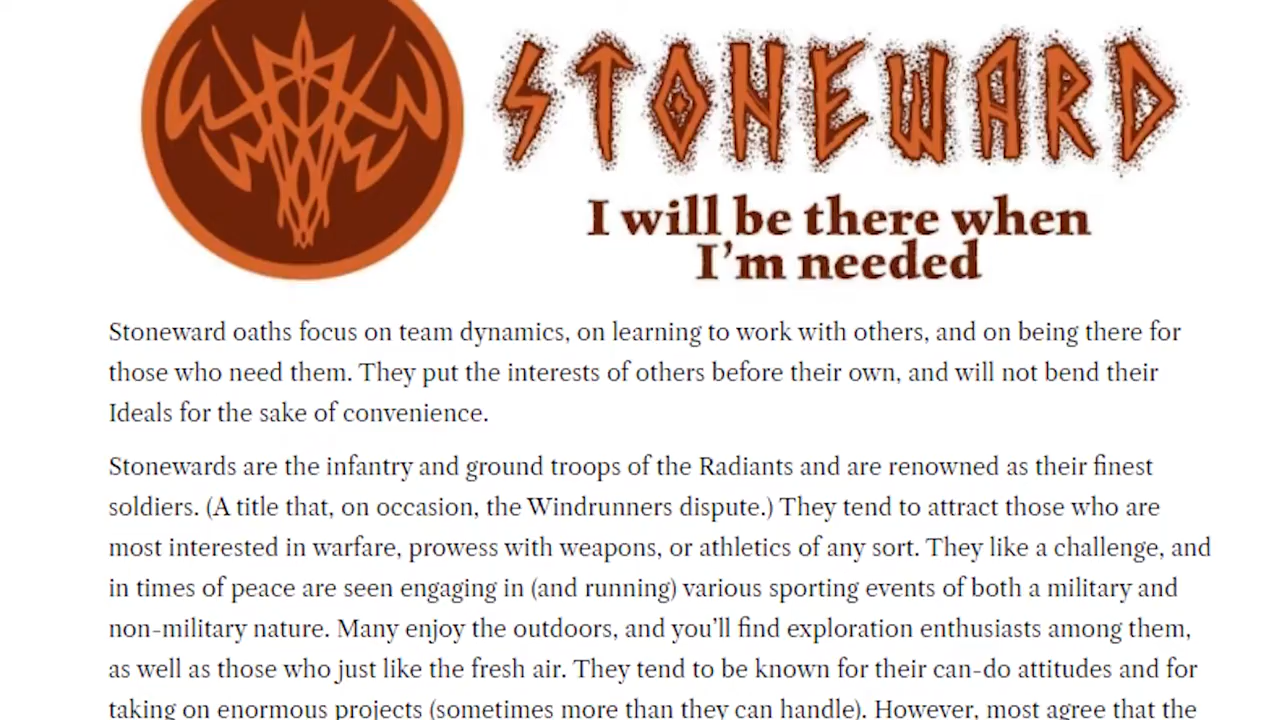 STONEWARD
I will be there when
I'm needed
Stoneward oaths focus on team dynamics, on learning to work with others, and on being there for
those who need them. They put the interests of others before their own, and will not bend their
Ideals for the sake of convenience.
Stonewards are the infantry and ground troops of the Radiants and are renowned as their finest
soldiers. (A title that, on occasion, the Windrunners dispute.) They tend to attract those who are
most interested in warfare, prowess with weapons, or athletics of any sort. They like a challenge, and
in times of peace are seen engaging in (and running) various sporting events of both a military and
non-military nature. Many enjoy the outdoors, and you'll find exploration enthusiasts among them,
as well as those who just like the fresh air. They tend to be known for their can-do attitudes and for
taking on enormous projects (sometimes more than they can handle). However, most agree that the